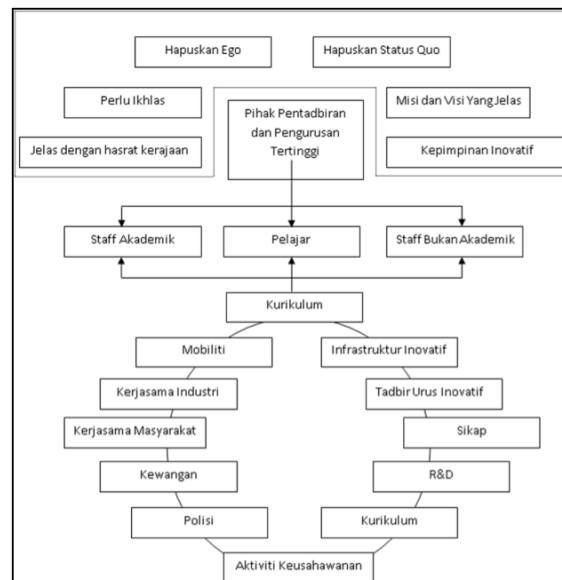 Hapuskan Ego
Hapuskan Status Quo
Perlu Ikhlas
Misi dan Visi Yang Jelas
Pihak Pentadbiran
dan Pengurusan
Tertinggi
Jelas dengan hasrat kerajaan
Kepimpinan Inovatif
Staff Akademik
Pelajar
Staff Bukan Akademik
Kurikulum
Mobiliti
Infrastruktur Inovatif
Kerjasama Industri
Tadbir Urus Inovatif
Kerjasama Masyarakat
Sikap
Kewangan
R&D
Polisi
Kurikulum
Aktiviti Keusahawanan